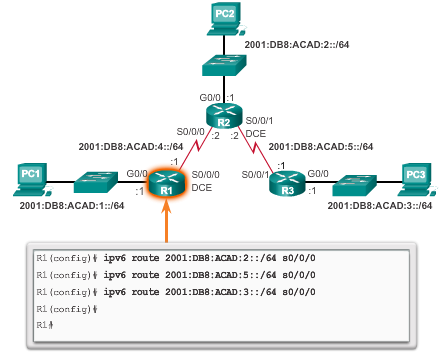 PC2
2001:DB8:ACAD:2::/64
G0/0 :1
R2
S0/0/1
DCE
S0/0/0 :2 :2
2001:DB8:ACAD:4::/64
2001:DB8:ACAD:5::/64
:1 :1
PC1
G0/0
S0/0/0
R1
DCE
:1
2001:DB8:ACAD:1::/64
S0/0/1
R3
G0/0
:1
PC3
2001:DB8:ACAD:3::/64
R1(config)# ipv6 route 2001:DB8:ACAD:2::/64 s0/0/0
R1(config)# ipv6 route 2001:DB8:ACAD:5::/64 s0/0/0
R1(config)# ipv6 route 2001:DB8:ACAD:3::/64 s0/0/0
R1(config)#
R1#